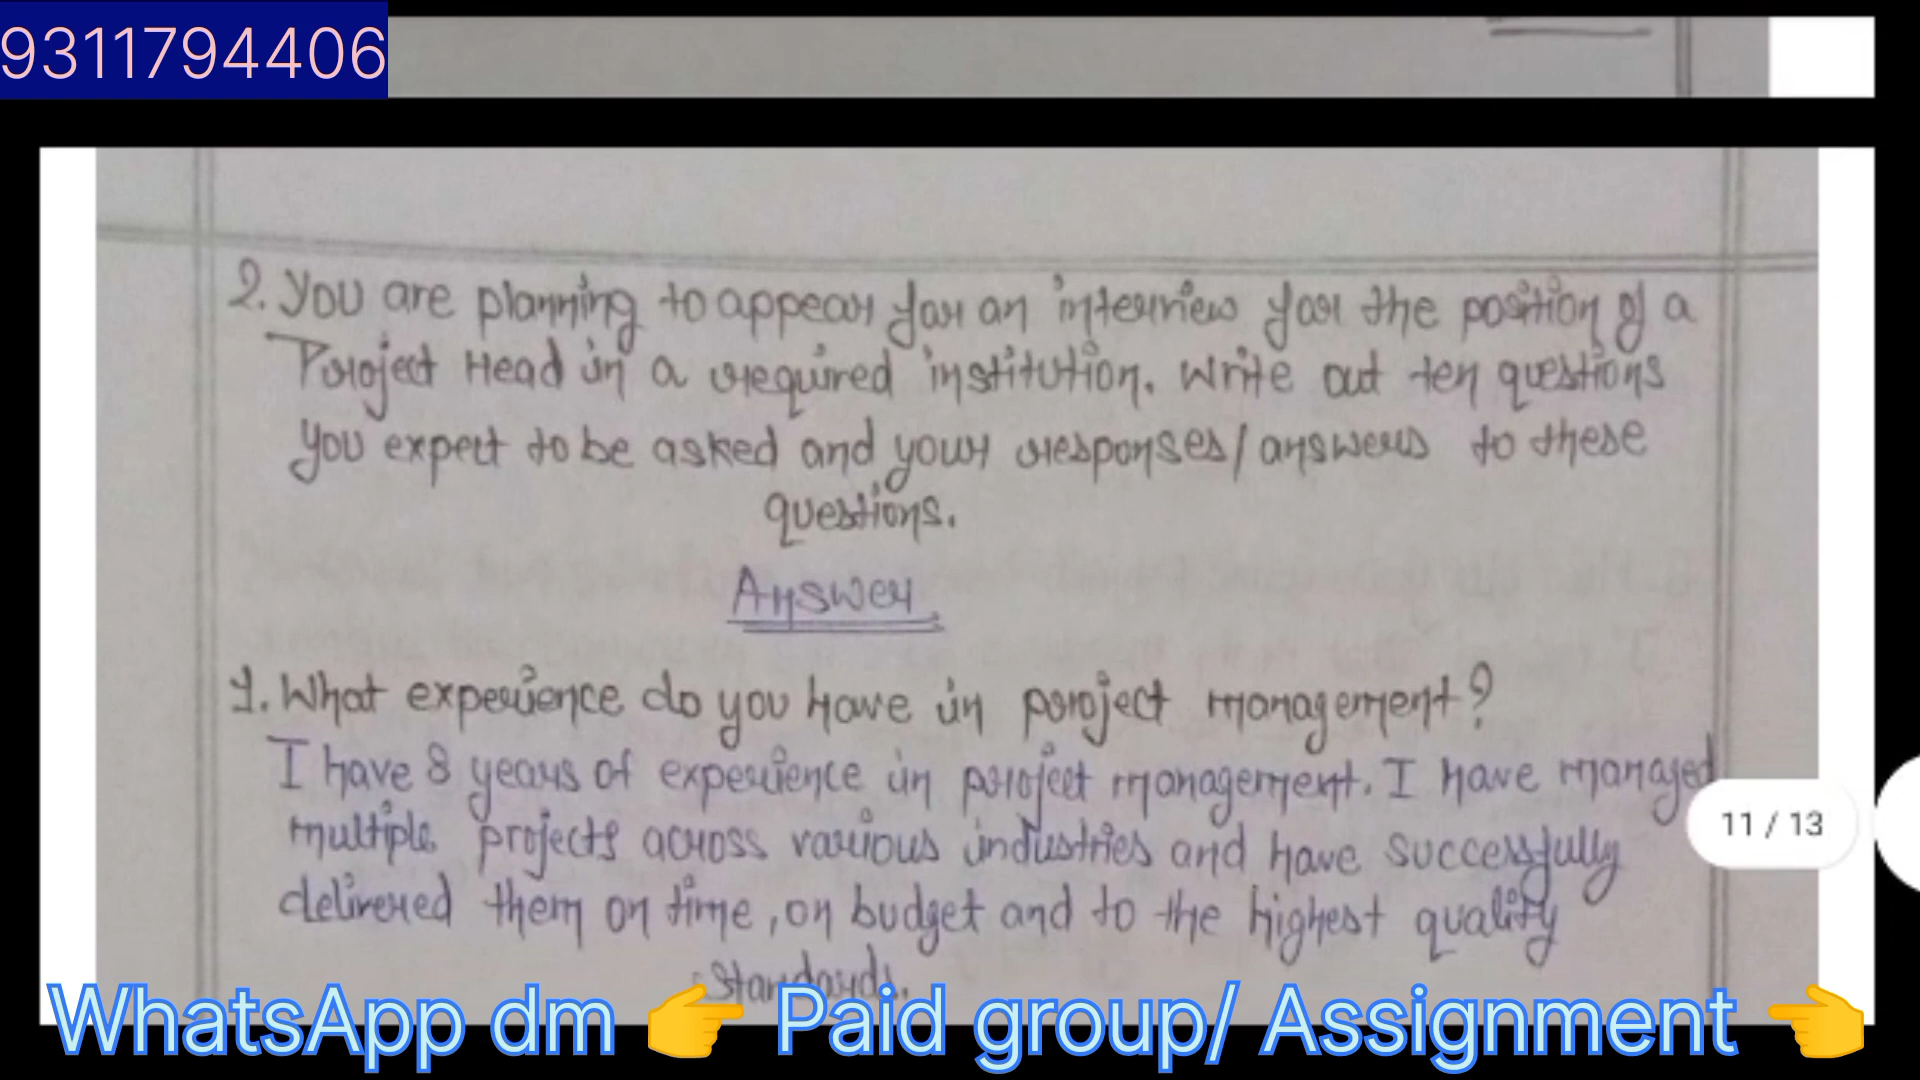 9311794406
2. You are planning to appear for an interview for the position of a
Project Head in a required institution. Write out ten questions
you expect to be asked and your responses/answers to these
questions.
Answer
1. What experience do you have in project management?
I have 8 years of experience in project management. I have managed
multiple projects across various industries and have successfully
delivered them on time, on budget and to the highest quality
standards.
11 / 13
WhatsApp dm 👉 Paid group/ Assignment 👈